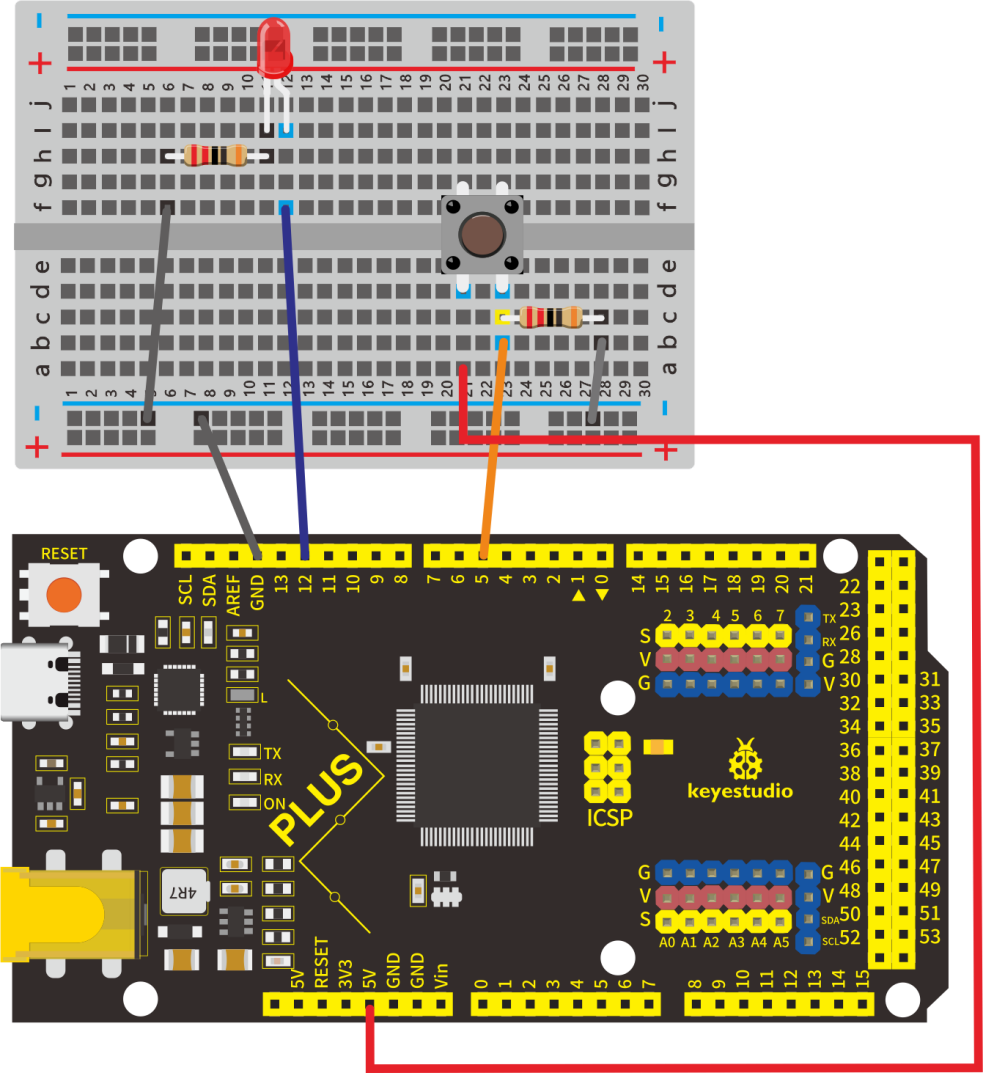 - -
+ +
1 2 3 4 5 6 7 8 9 10 12 13 14 15 16 17 18 19 20 21 22 23 24 25 26 27 28 29 30
j j
I I
h h
g g
f f
e e
d d
c c
b b
a a
1 2 3 4 5 6 7 8 9 10 11 12 13 14 15 16 17 18 19 20 21 22 23 24 25 26 27 28 29 30
- -
+ +
RESET
SCL SDA AREF GND 13 12 11 10 9 8 7 6 5 4 3 2 1 0 14 15 16 17 18 19 20 21
22
2 3 4 5 6 7 TX 23
S RX 26
V G 28
G V 30 31
32 33
34 35
36 37
38 39
40 41
42 43
44 45
46 47
48 49
50 51
52 53
L
TX
RX
ON
PLUS
keyestudio
ICSP
4R7
G G
V V
S SDA
A0 A1 A2 A3 A4 A5 SCL
5V RESET 3V3 5V GND GND Vin 0 1 2 3 4 5 6 7 8 9 10 11 12 13 14 15